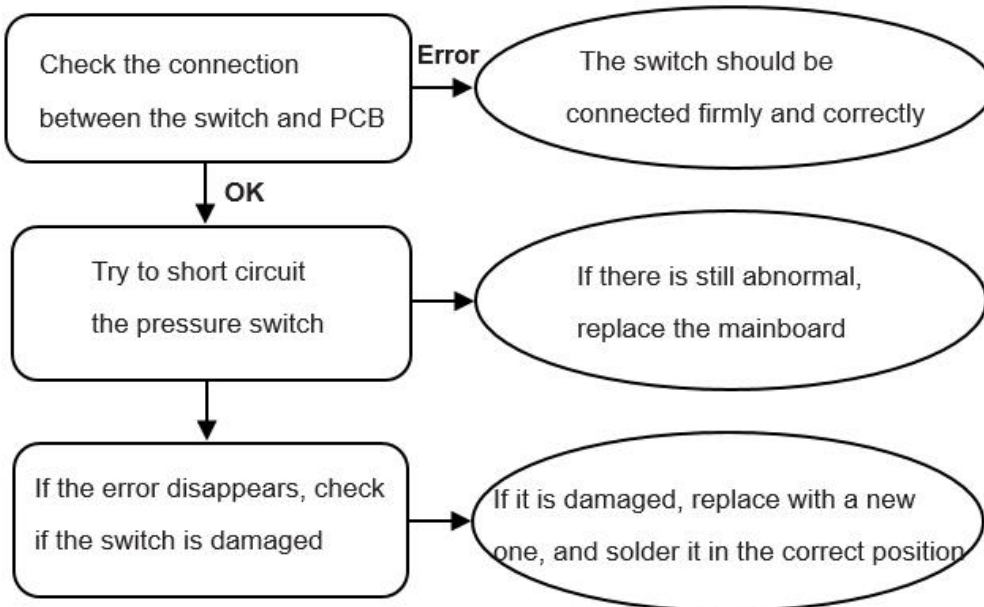 Check the connection
between the switch and PCB
Error
The switch should be
connected firmly and correctly
OK
Try to short circuit
the pressure switch
If there is still abnormal,
replace the mainboard
If the error disappears, check
if the switch is damaged
If it is damaged, replace with a new
one, and solder it in the correct position